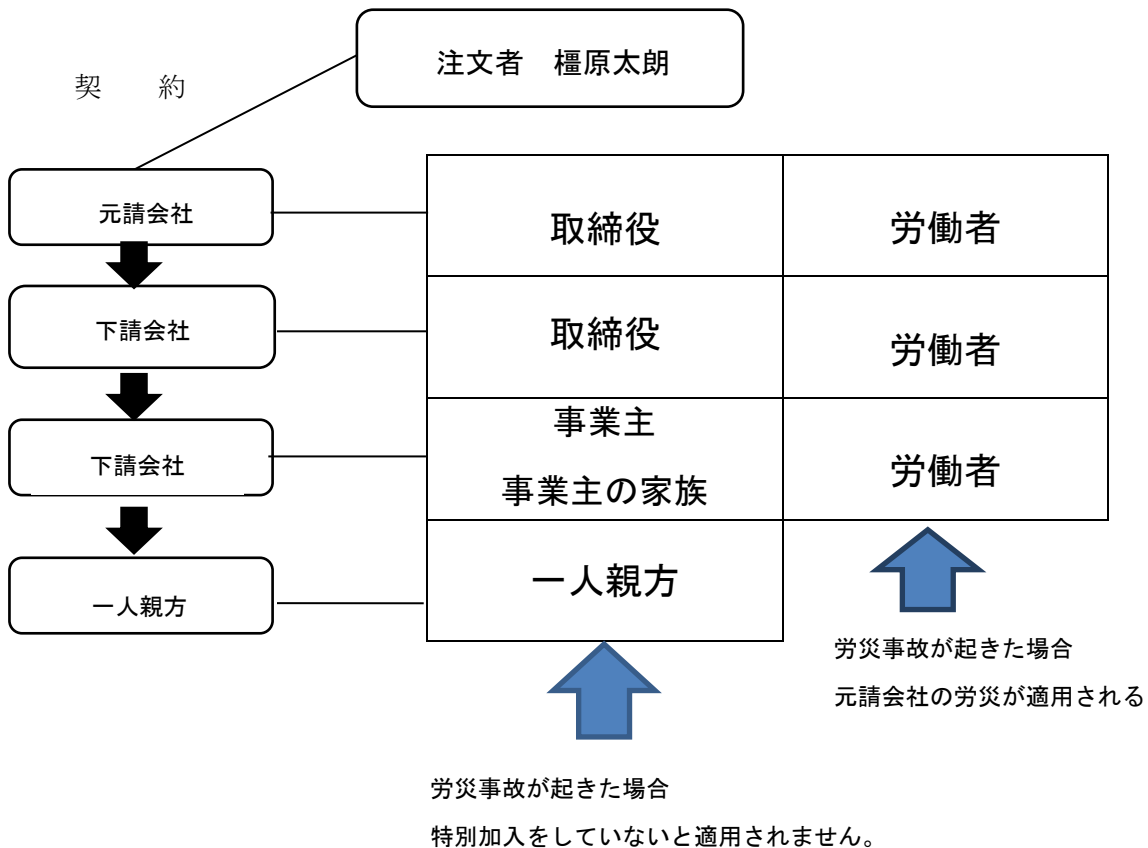 注文者　橿原太朗
契　　約
元請会社
取締役
労働者
下請会社
取締役
労働者
下請会社
事業主
事業主の家族
労働者
一人親方
一人親方
労災事故が起きた場合
元請会社の労災が適用される
労災事故が起きた場合
特別加入をしていないと適用されません。